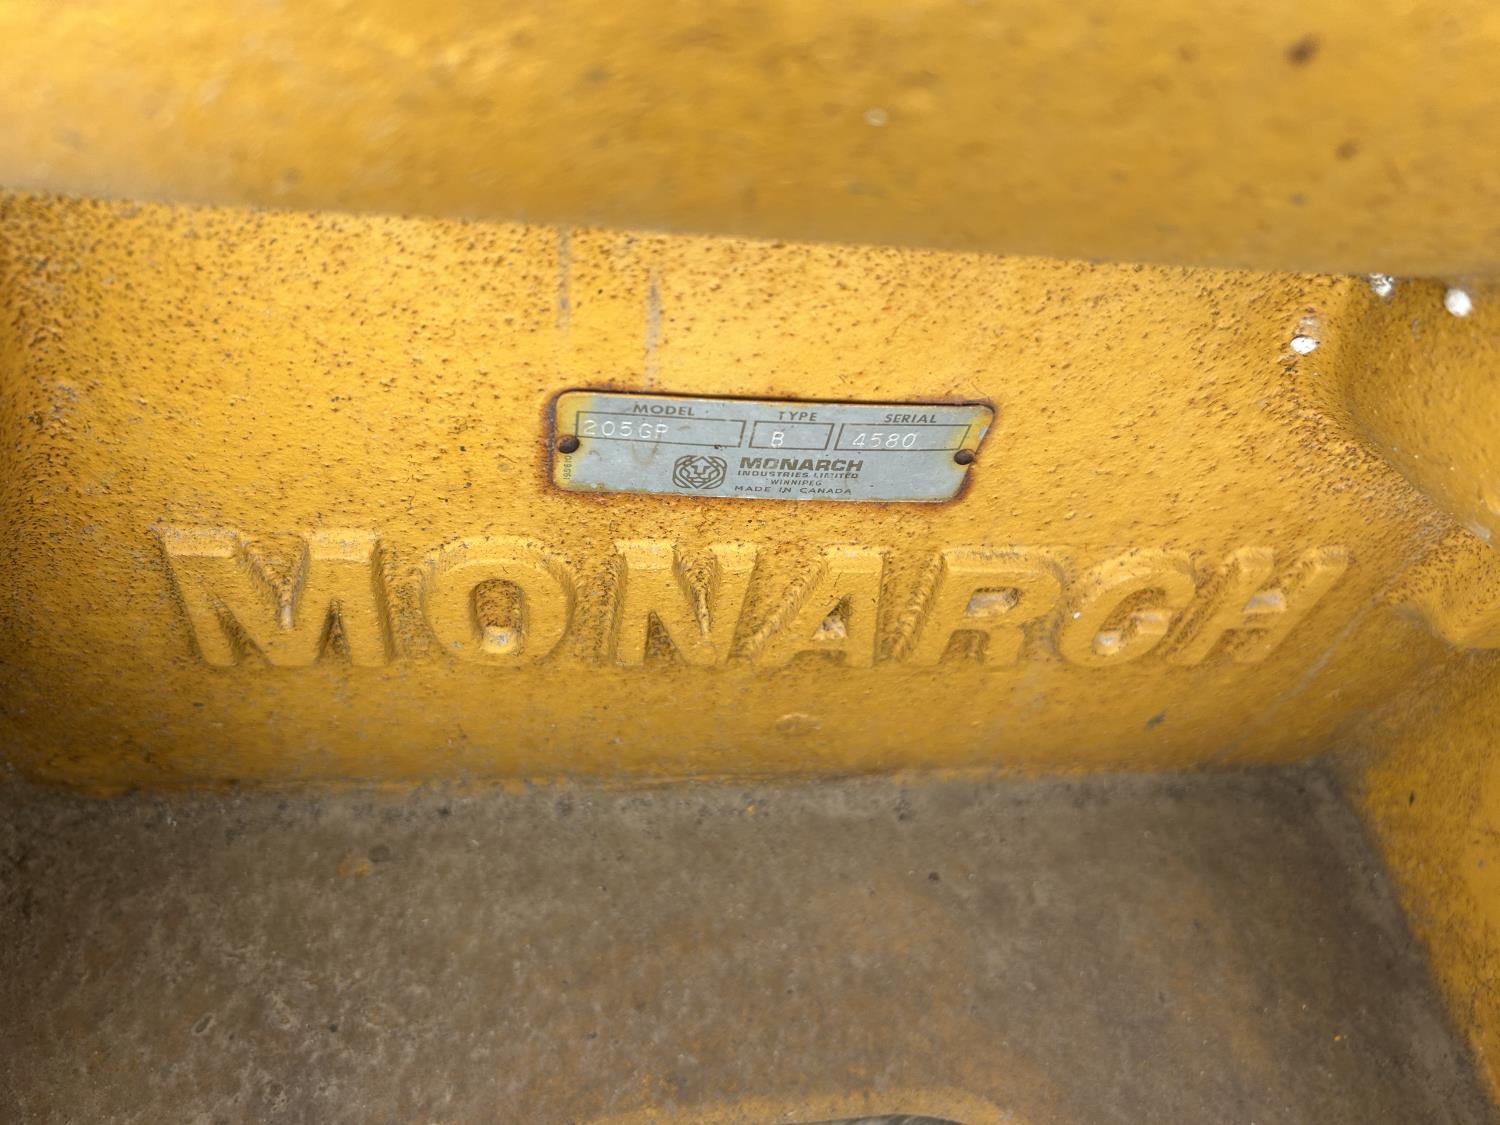 MODEL TYPE SERIAL
205GP B 4580
MONARCH
INDUSTRIES LIMITED
WINNIPEG
MADE IN CANADA
MONARCH